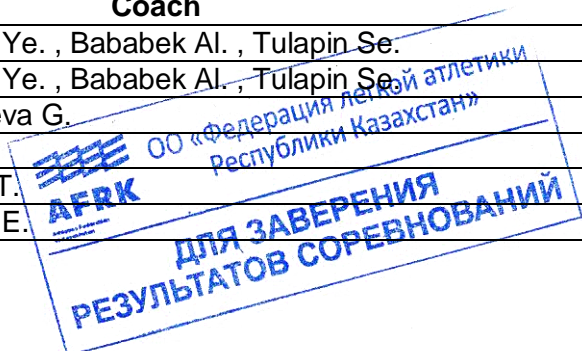 Coach
Ye. , Bababek Al. , Tulapin Se.
Ye. , Bababek Al. , Tulapin Se.
eva G.
T.
E.
ОО «Федерация легкой атлетики
Республики Казахстан»
AFRK
ДЛЯ ЗАВЕРЕНИЯ
РЕЗУЛЬТАТОВ СОРЕВНОВАНИЙ